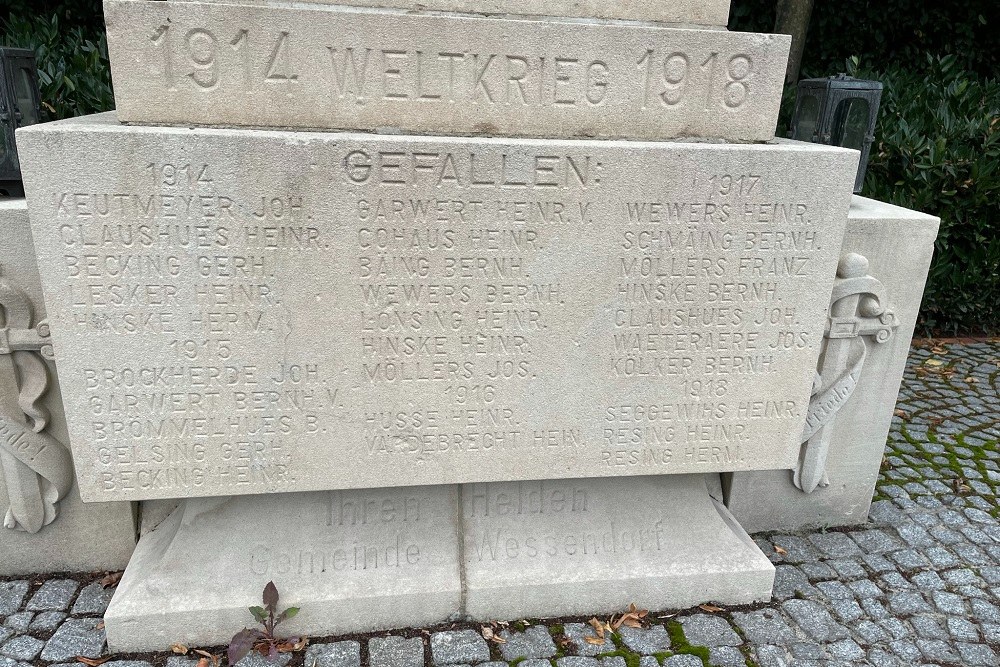 1914 WELTKRIEG 1918
GEFALLEN:
1914
KEUTMEYER JOH.
CLAUSHUES HEINR.
BECKING GERH.
LESKER HEINR.
HINSKE HERM.
1915
BROCKHERDE JOH.
GARWERT BERNH.V.
BROMMELHUES B.
GELSING GERH.
BECKING HEINR.
GARWERT HEINR.V.
COHAUS HEINR.
BÄING BERNH.
WEWERS BERNH.
LONSING HEINR.
HINSKE HEINR.
MÖLLERS JOS.
1916
HUSSE HEINR.
VARDEBRECHT HEIN.
1917
WEWERS HEINR.
SCHMÄING BERNH.
MÖLLERS FRANZ
HINSKE BERNH.
CLAUSHUES JOH.
WAETERAERE JOS.
KÖLKER BERNH.
1918
SEGGEWIHS HEINR.
RESING HEINR.
RESING HERM.
Ihren Helden
Gemeinde Wessendorf
Friede!